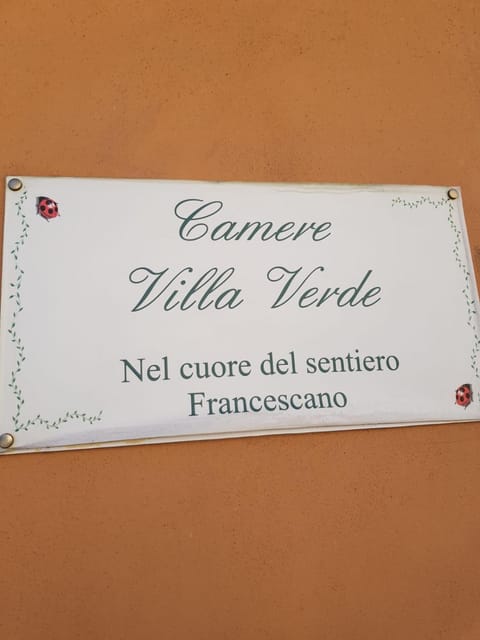 Camere
Villa Verde
Nel cuore del sentiero
Francescano